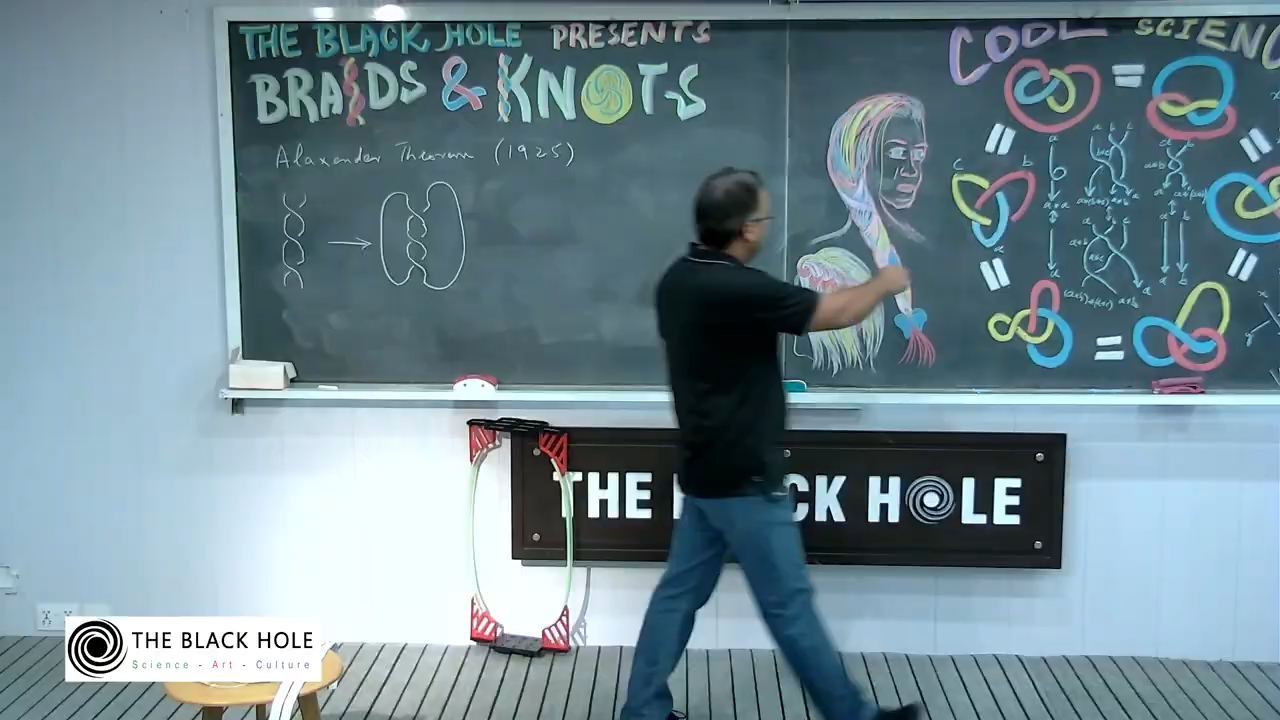 THE BLACK HOLE PRESENTS
BRAIDS & KNOTS
Alaxender Theorem (1925)
COOL SCIENC
c b
a
THE CK HOLE
THE BLACK HOLE
Science - Art - Culture